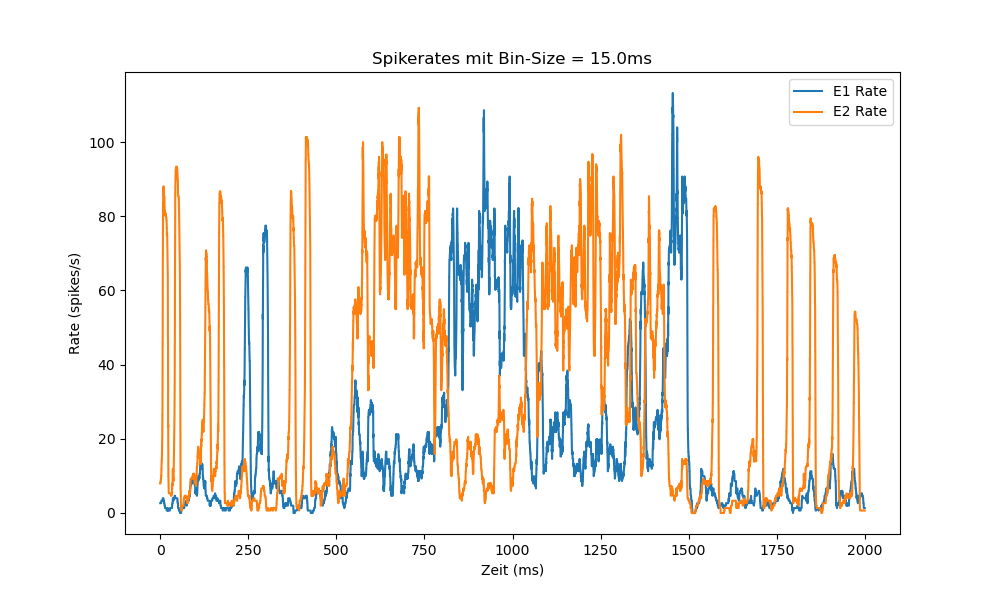 Spikerates mit Bin-Size = 15.0ms
E1 Rate
E2 Rate
Rate (spikes/s)
100
80
60
40
20
0
0 250 500 750 1000 1250 1500 1750 2000
Zeit (ms)